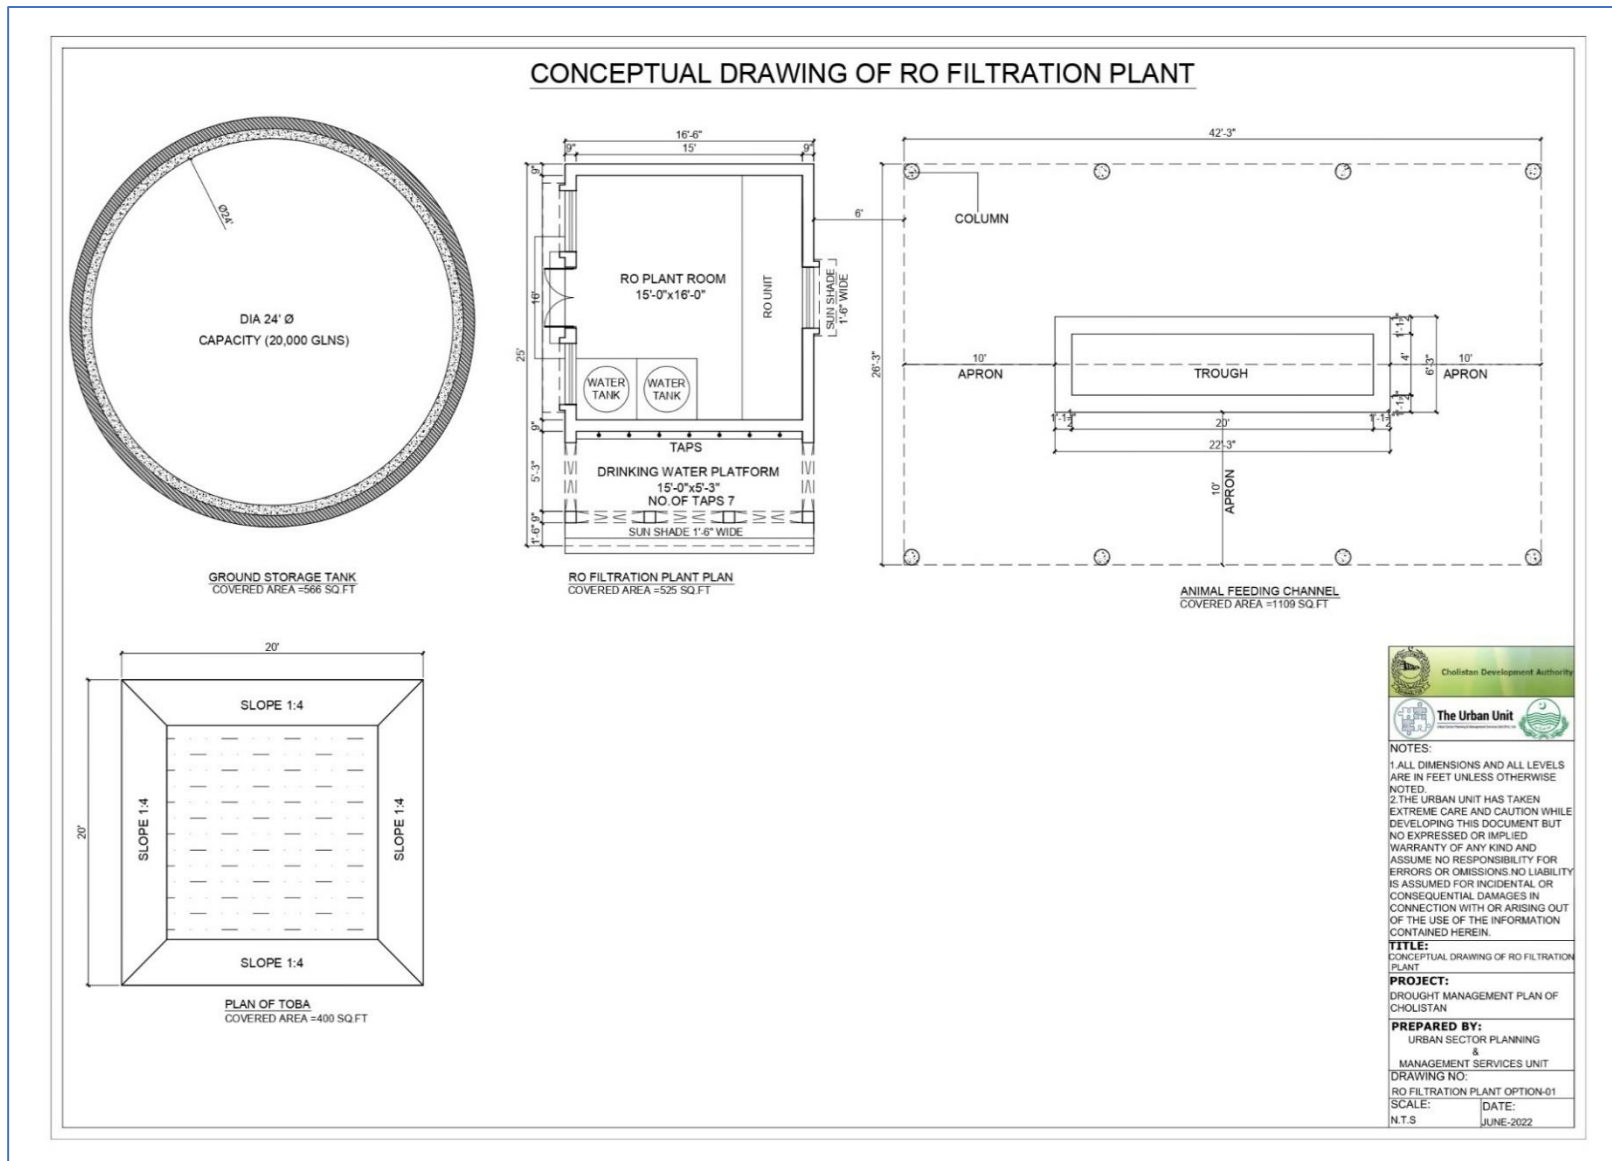 CONCEPTUAL DRAWING OF RO FILTRATION PLANT
Ø24'
DIA 24' Ø
CAPACITY (20,000 GLNS)
GROUND STORAGE TANK
COVERED AREA =566 SQ.FT
16'-6"
9"
15'
9"
9"
16'
25'
9"
5'-3"
9"
1'-6"
RO PLANT ROOM
15'-0"x16'-0"
RO UNIT
WATER
TANK
WATER
TANK
SUN SHADE
1'-6" WIDE
TAPS
DRINKING WATER PLATFORM
15'-0"x5'-3"
NO.OF TAPS 7
SUN SHADE 1'-6" WIDE
RO FILTRATION PLANT PLAN
COVERED AREA =525 SQ.FT
6'
42'-3"
26'-3"
COLUMN
10'
APRON
TROUGH
1'-1½"
4'
1'-1½"
6'-3"
10'
APRON
1'-1½"
20'
1'-1½"
22'-3"
10'
APRON
ANIMAL FEEDING CHANNEL
COVERED AREA =1109 SQ.FT
20'
20'
SLOPE 1:4
SLOPE 1:4
SLOPE 1:4
SLOPE 1:4
PLAN OF TOBA
COVERED AREA =400 SQ.FT
Cholistan Development Authority
The Urban Unit
NOTES:
1.ALL DIMENSIONS AND ALL LEVELS
ARE IN FEET UNLESS OTHERWISE
NOTED.
2.THE URBAN UNIT HAS TAKEN
EXTREME CARE AND CAUTION WHILE
DEVELOPING THIS DOCUMENT BUT
NO EXPRESSED OR IMPLIED
WARRANTY OF ANY KIND AND
ASSUME NO RESPONSIBILITY FOR
ERRORS OR OMISSIONS.NO LIABILITY
IS ASSUMED FOR INCIDENTAL OR
CONSEQUENTIAL DAMAGES IN
CONNECTION WITH OR ARISING OUT
OF THE USE OF THE INFORMATION
CONTAINED HEREIN.
TITLE:
CONCEPTUAL DRAWING OF RO FILTRATION
PLANT
PROJECT:
DROUGHT MANAGEMENT PLAN OF
CHOLISTAN
PREPARED BY:
URBAN SECTOR PLANNING
&
MANAGEMENT SERVICES UNIT
DRAWING NO:
RO FILTRATION PLANT OPTION-01
SCALE:
N.T.S
DATE:
JUNE-2022